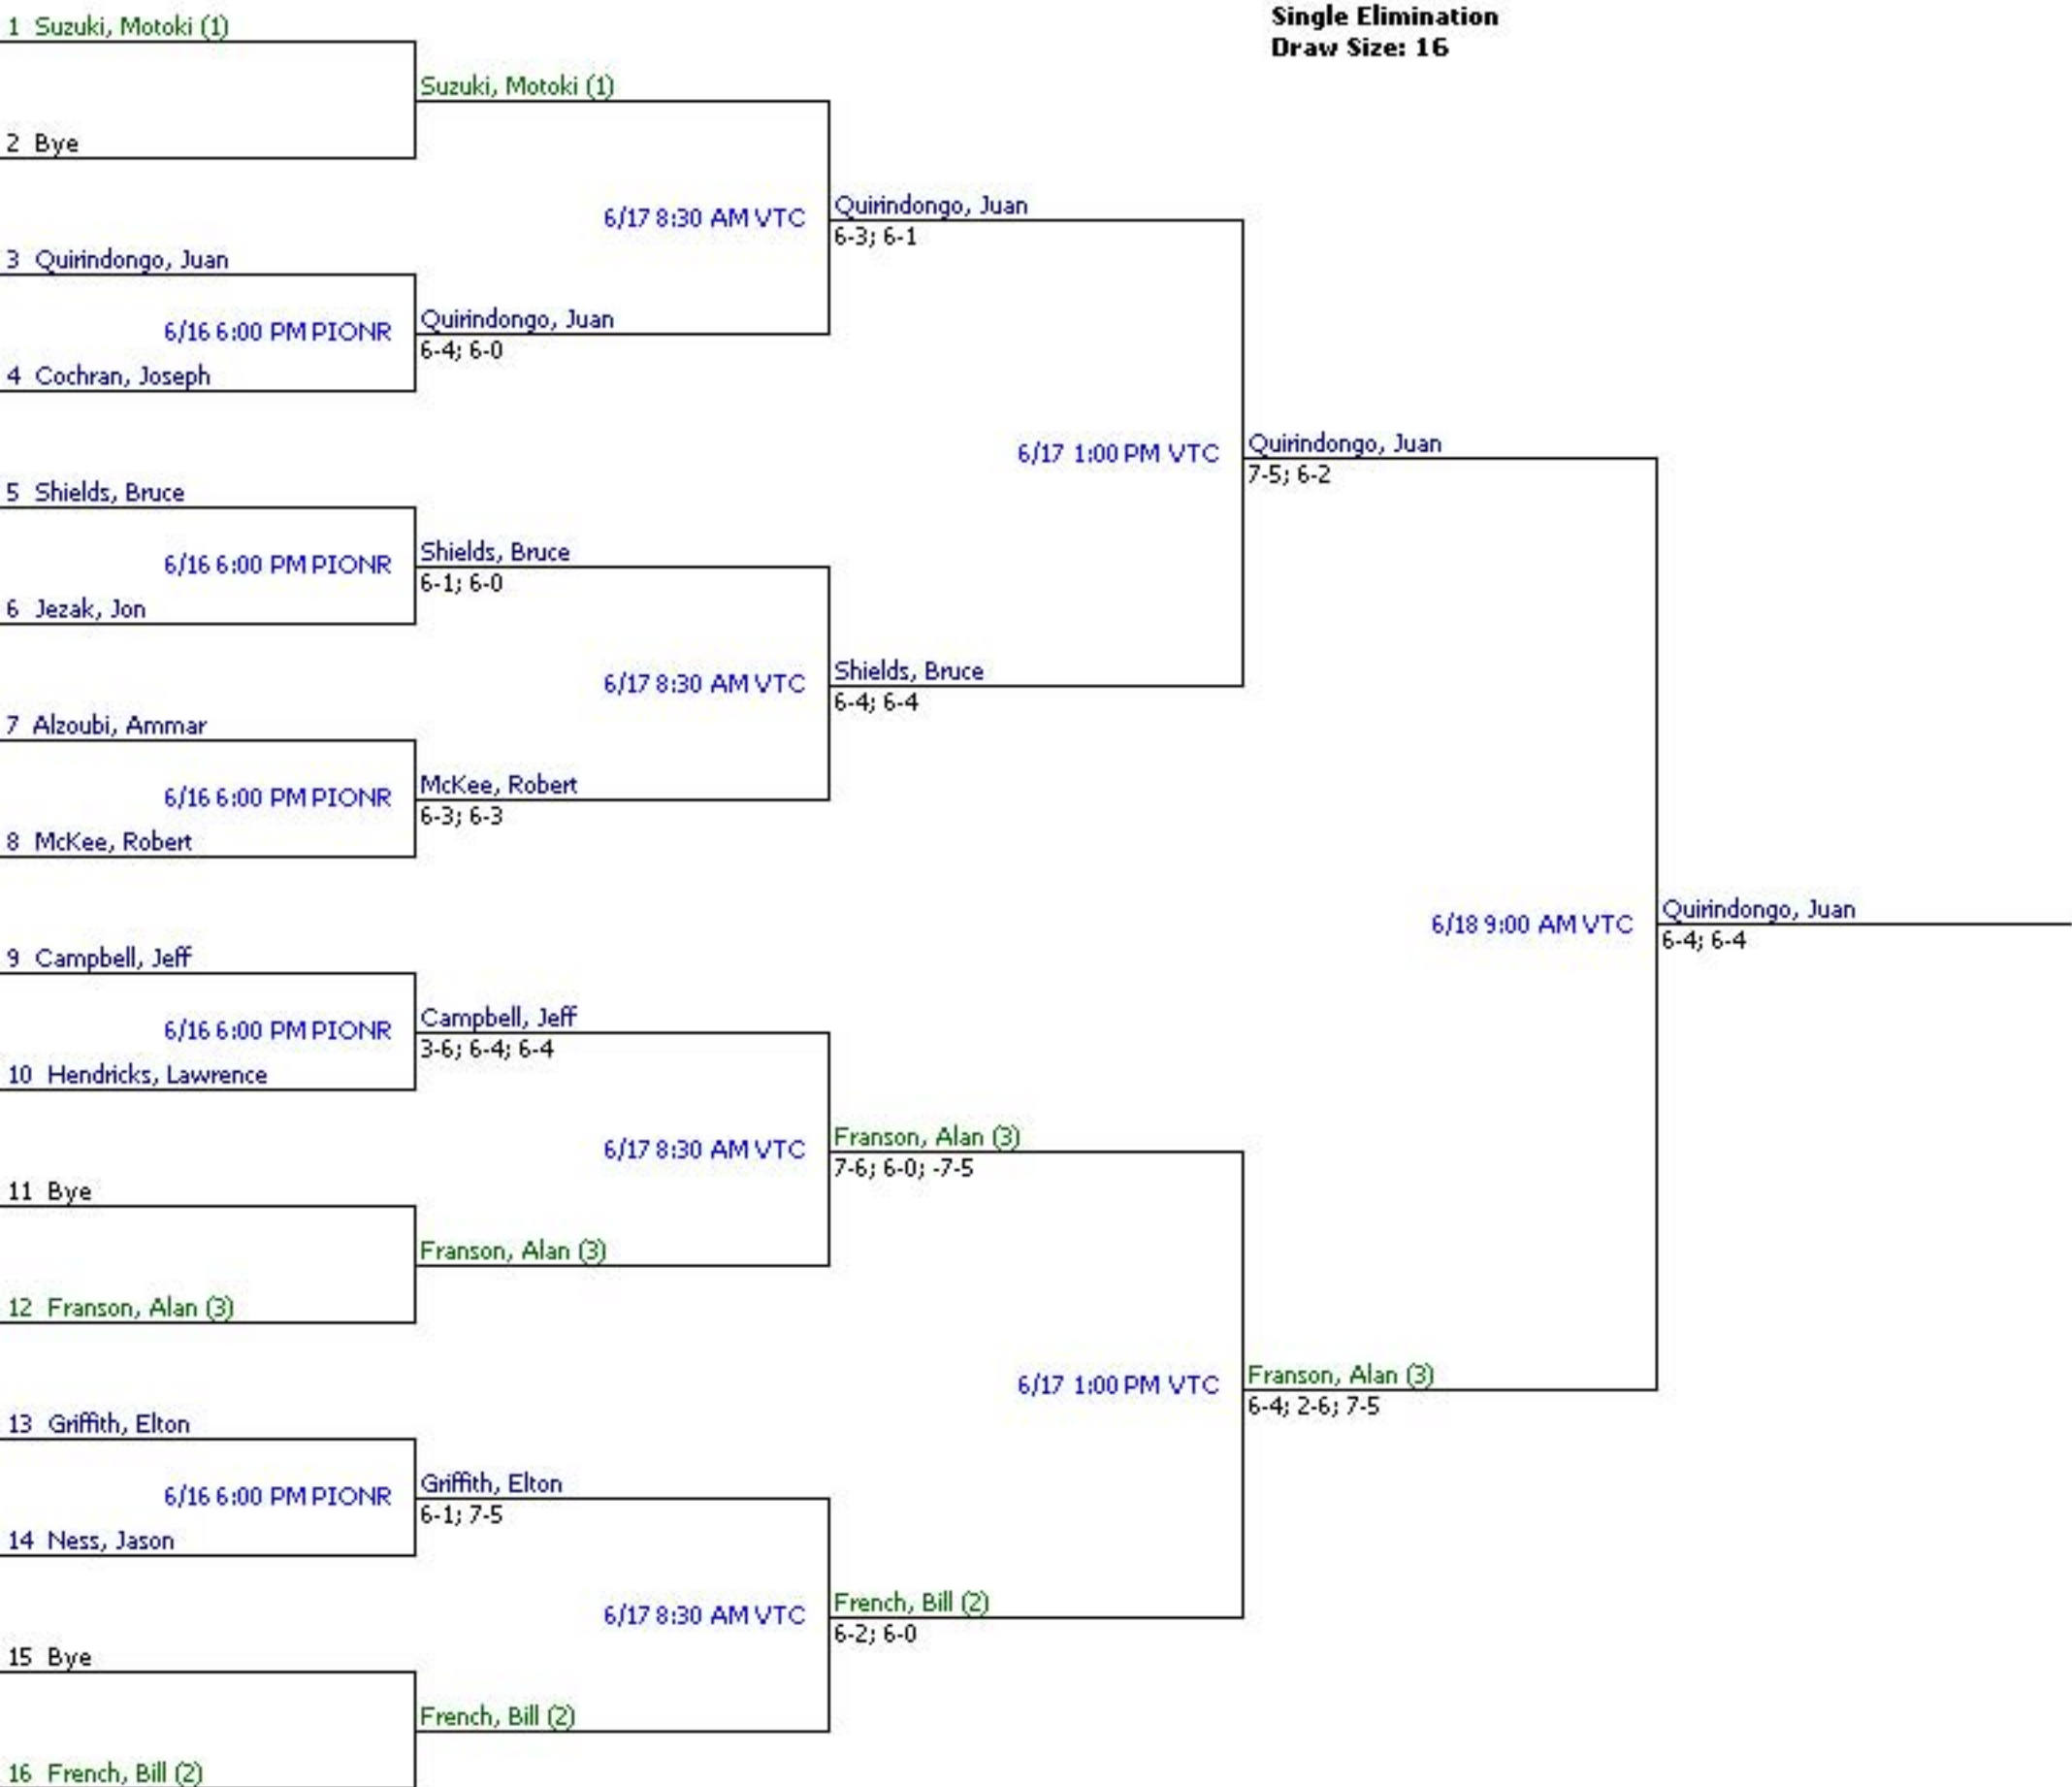 Single Elimination
Draw Size: 16
1 Suzuki, Motoki (1)
Suzuki, Motoki (1)
2 Bye
6/17 8:30 AM VTC
Quirindongo, Juan
6-3; 6-1
3 Quirindongo, Juan
6/16 6:00 PM PIONR
Quirindongo, Juan
6-4; 6-0
4 Cochran, Joseph
6/17 1:00 PM VTC
Quirindongo, Juan
7-5; 6-2
5 Shields, Bruce
6/16 6:00 PM PIONR
Shields, Bruce
6-1; 6-0
6 Jezak, Jon
6/17 8:30 AM VTC
Shields, Bruce
6-4; 6-4
7 Alzoubi, Ammar
6/16 6:00 PM PIONR
McKee, Robert
6-3; 6-3
8 McKee, Robert
6/18 9:00 AM VTC
Quirindongo, Juan
6-4; 6-4
9 Campbell, Jeff
6/16 6:00 PM PIONR
Campbell, Jeff
3-6; 6-4; 6-4
10 Hendricks, Lawrence
6/17 8:30 AM VTC
Franson, Alan (3)
7-6; 6-0; -7-5
11 Bye
Franson, Alan (3)
12 Franson, Alan (3)
6/17 1:00 PM VTC
Franson, Alan (3)
6-4; 2-6; 7-5
13 Griffith, Elton
6/16 6:00 PM PIONR
Griffith, Elton
6-1; 7-5
14 Ness, Jason
6/17 8:30 AM VTC
French, Bill (2)
6-2; 6-0
15 Bye
French, Bill (2)
16 French, Bill (2)